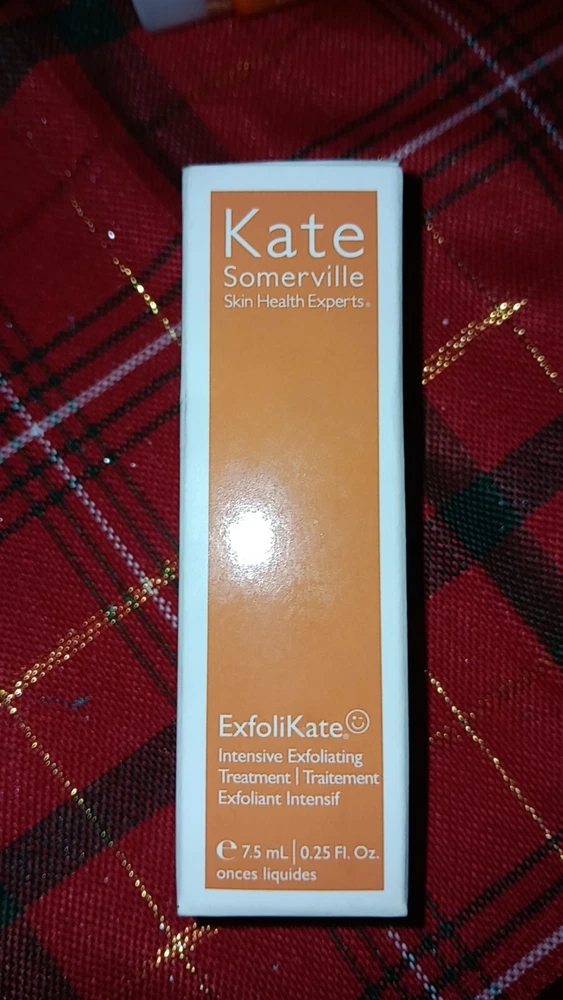 Kate
Somerville
Skin Health Experts®
ExfoliKate®
Intensive Exfoliating
Treatment | Traitement
Exfoliant Intensif
℮ 7.5 mL | 0.25 Fl. Oz.
onces liquides